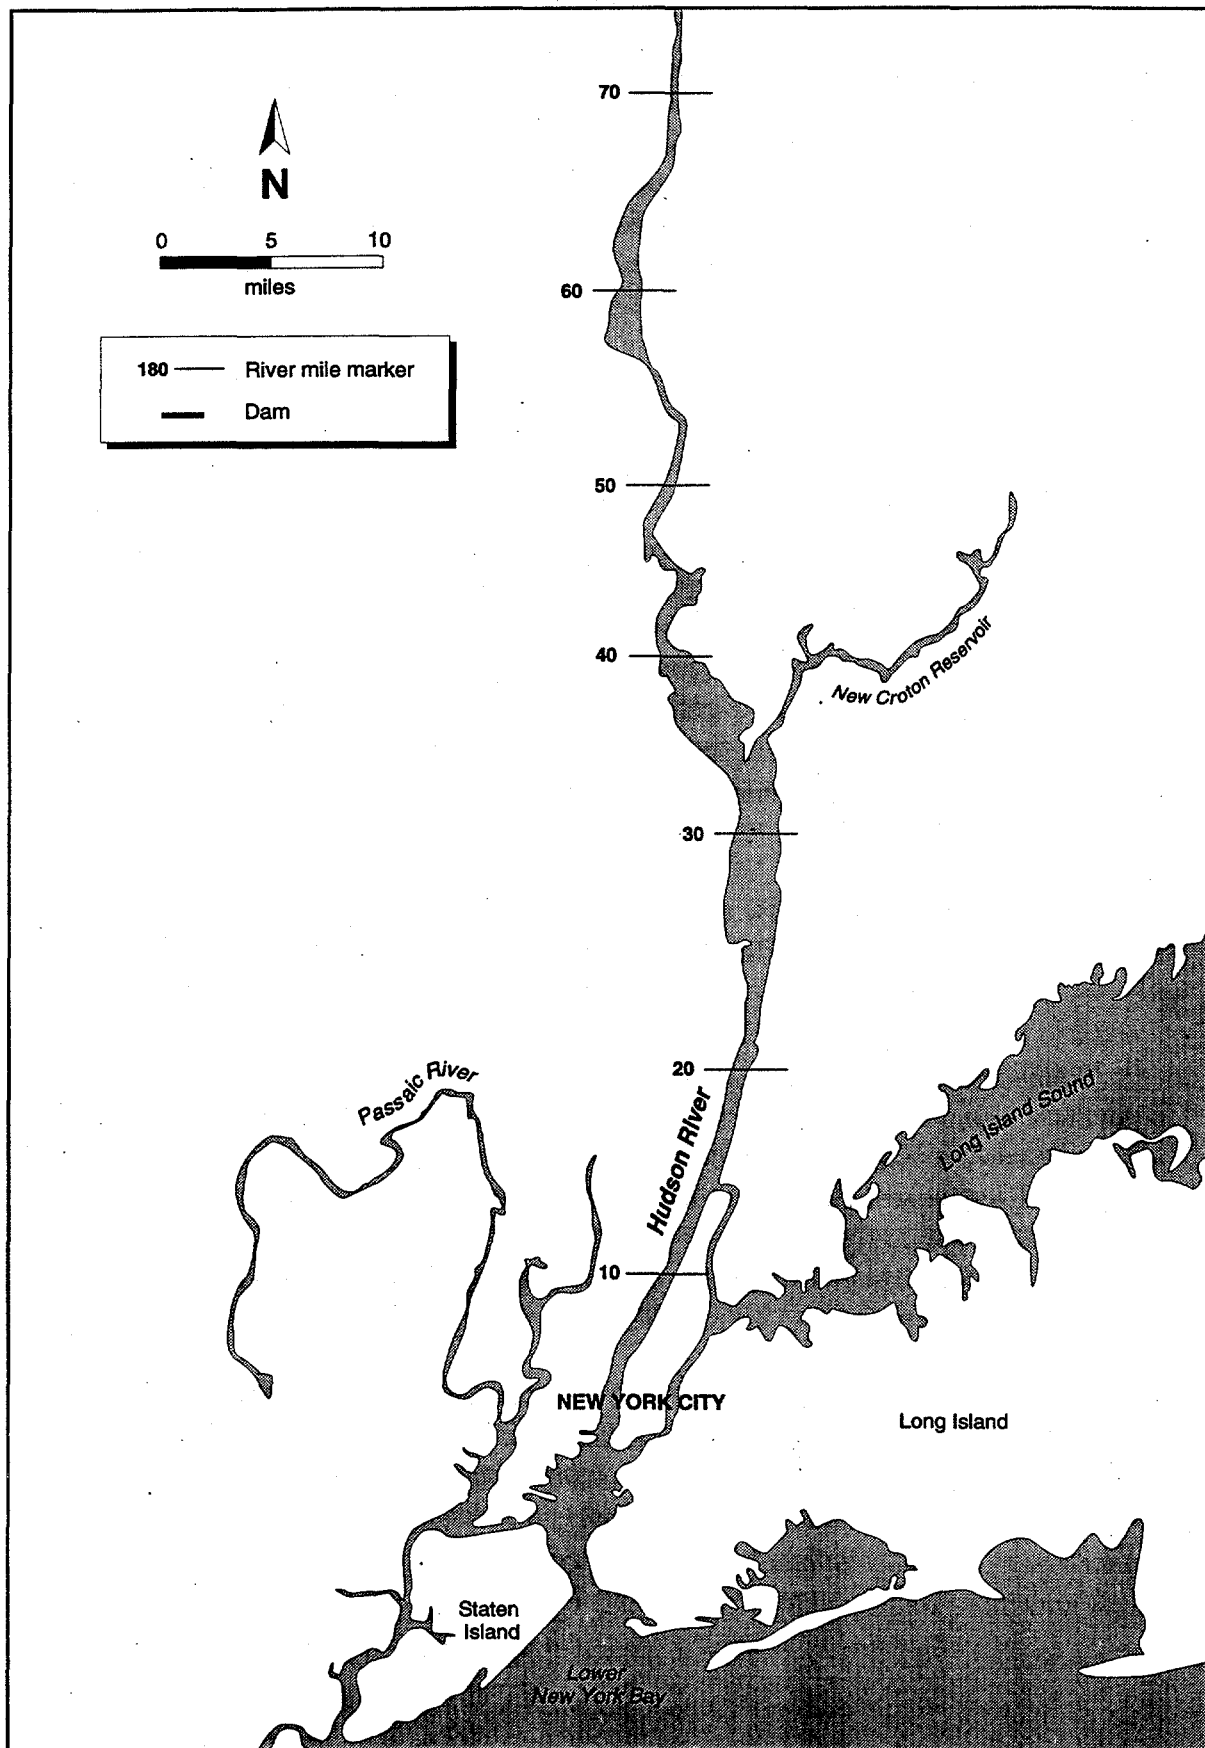 70
N
0 5 10
miles
60
180 River mile marker
Dam
50
40
New Croton Reservoir
30
20
Passaic River
Hudson River
Long Island Sound
10
NEW YORK CITY
Long Island
Staten
Island
Lower
New York Bay